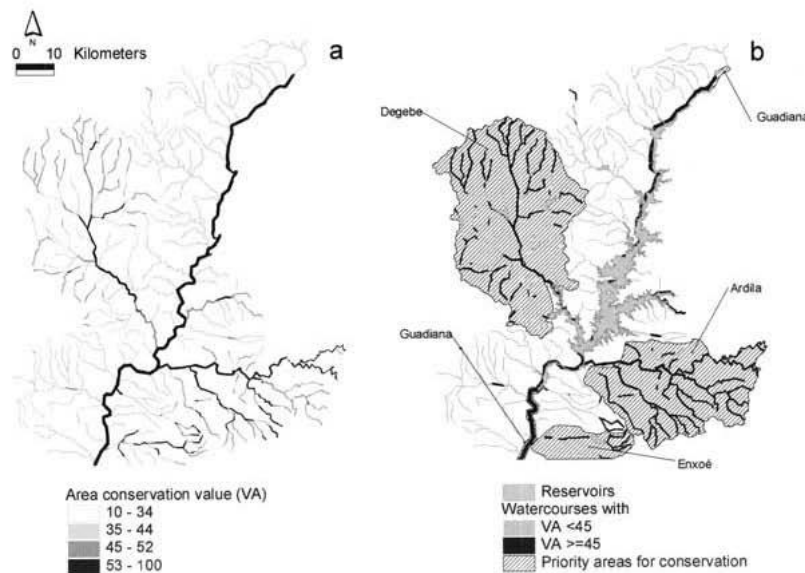 N
0 10 Kilometers
a
b
Degebe
Guadiana
Ardila
Guadiana
Enxoé
Area conservation value (VA)
10 - 34
35 - 44
45 - 52
53 - 100
Reservoirs
Watercourses with
VA <45
VA >=45
Priority areas for conservation